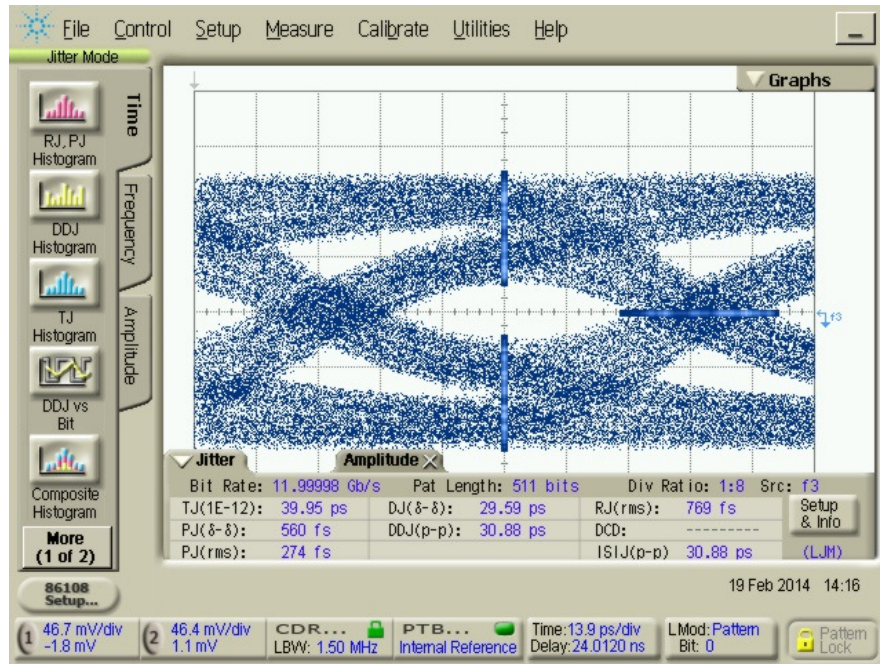 File Control Setup Measure Calibrate Utilities Help
Jitter Mode
Graphs
Time
Frequency
Amplitude
RJ, PJ
Histogram
DDJ
Histogram
TJ
Histogram
DDJ vs
Bit
Composite
Histogram
More
(1 of 2)
f3
Jitter
Amplitude
Bit Rate: 11.99998 Gb/s Pat Length: 511 bits Div Ratio: 1:8 Src: f3
TJ(1E-12): 39.95 ps DJ(δ-δ): 29.59 ps RJ(rms): 769 fs
PJ(δ-δ): 560 fs DDJ(p-p): 30.88 ps DCD: ---------
PJ(rms): 274 fs ISIJ(p-p) 30.88 ps (LJM)
Setup
& Info
86108
Setup...
19 Feb 2014 14:16
1 46.7 mV/div
-1.8 mV
2 46.4 mV/div
1.1 mV
CDR...
LBW: 1.50 MHz
PTB...
Internal Reference
Time:13.9 ps/div
Delay:24.0120 ns
LMod: Pattern
Bit: 0
Pattern
Lock